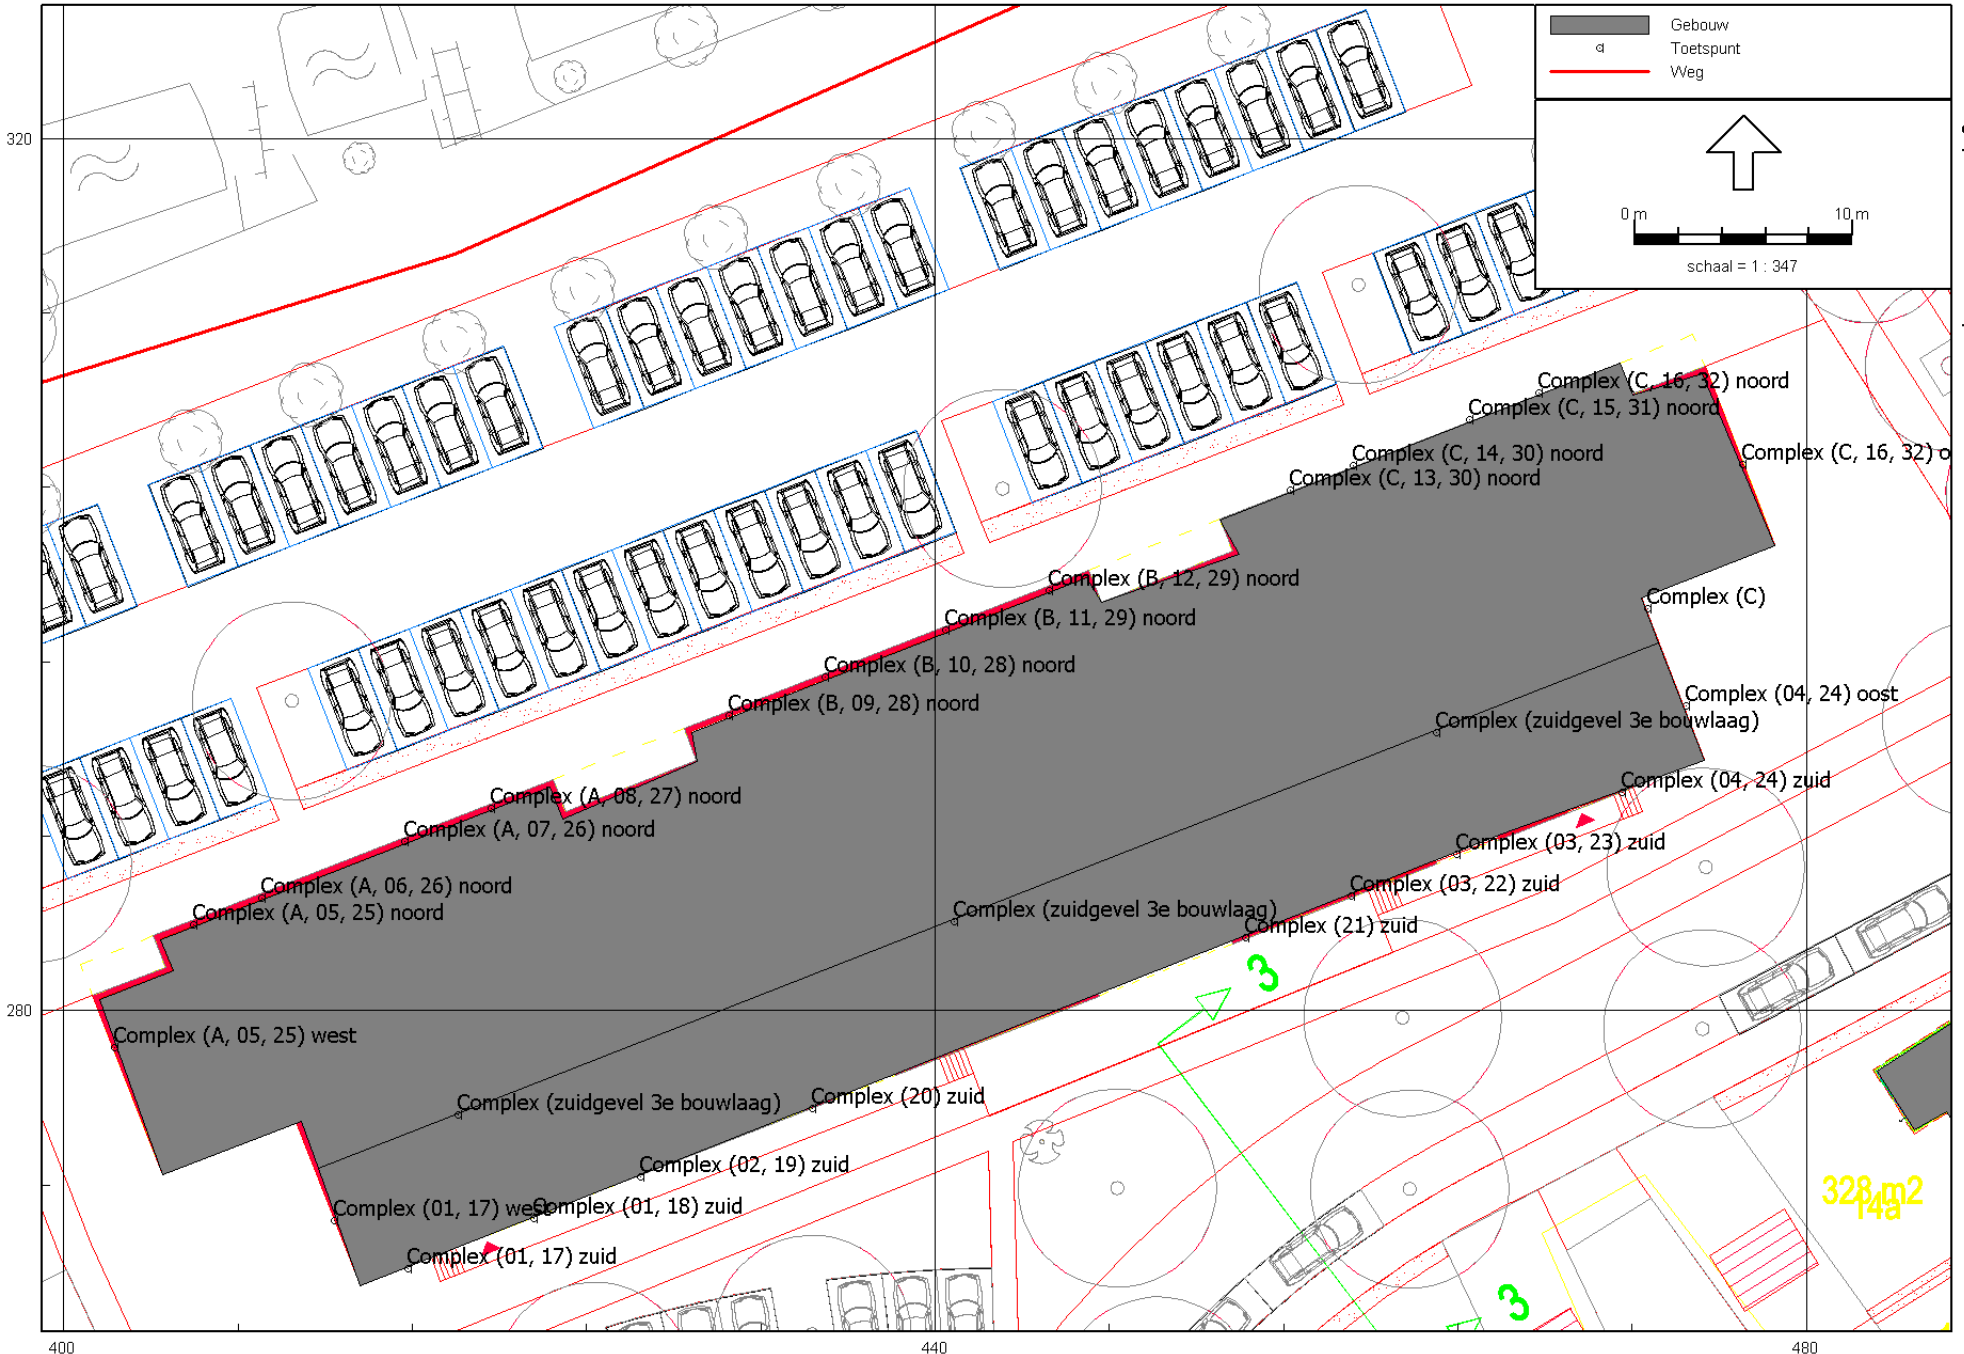 Gebouw
Toetspunt
Weg
320
0 m 10 m
schaal = 1 : 347
Complex (C, 16, 32) noord
Complex (C, 15, 31) noord
Complex (C, 14, 30) noord
Complex (C, 16, 32) o
Complex (C, 13, 30) noord
Complex (B, 12, 29) noord
Complex (C)
Complex (B, 11, 29) noord
Complex (B, 10, 28) noord
Complex (04, 24) oost
Complex (B, 09, 28) noord
Complex (zuidgevel 3e bouwlaag)
Complex (04, 24) zuid
Complex (A, 08, 27) noord
Complex (A, 07, 26) noord
Complex (03, 23) zuid
Complex (A, 06, 26) noord
Complex (03, 22) zuid
Complex (A, 05, 25) noord
Complex (zuidgevel 3e bouwlaag)
Complex (21) zuid
3
280
Complex (A, 05, 25) west
Complex (20) zuid
Complex (zuidgevel 3e bouwlaag)
Complex (02, 19) zuid
328 m2
14a
Complex (01, 17) west
Complex (01, 18) zuid
Complex (01, 17) zuid
3
400 440 480